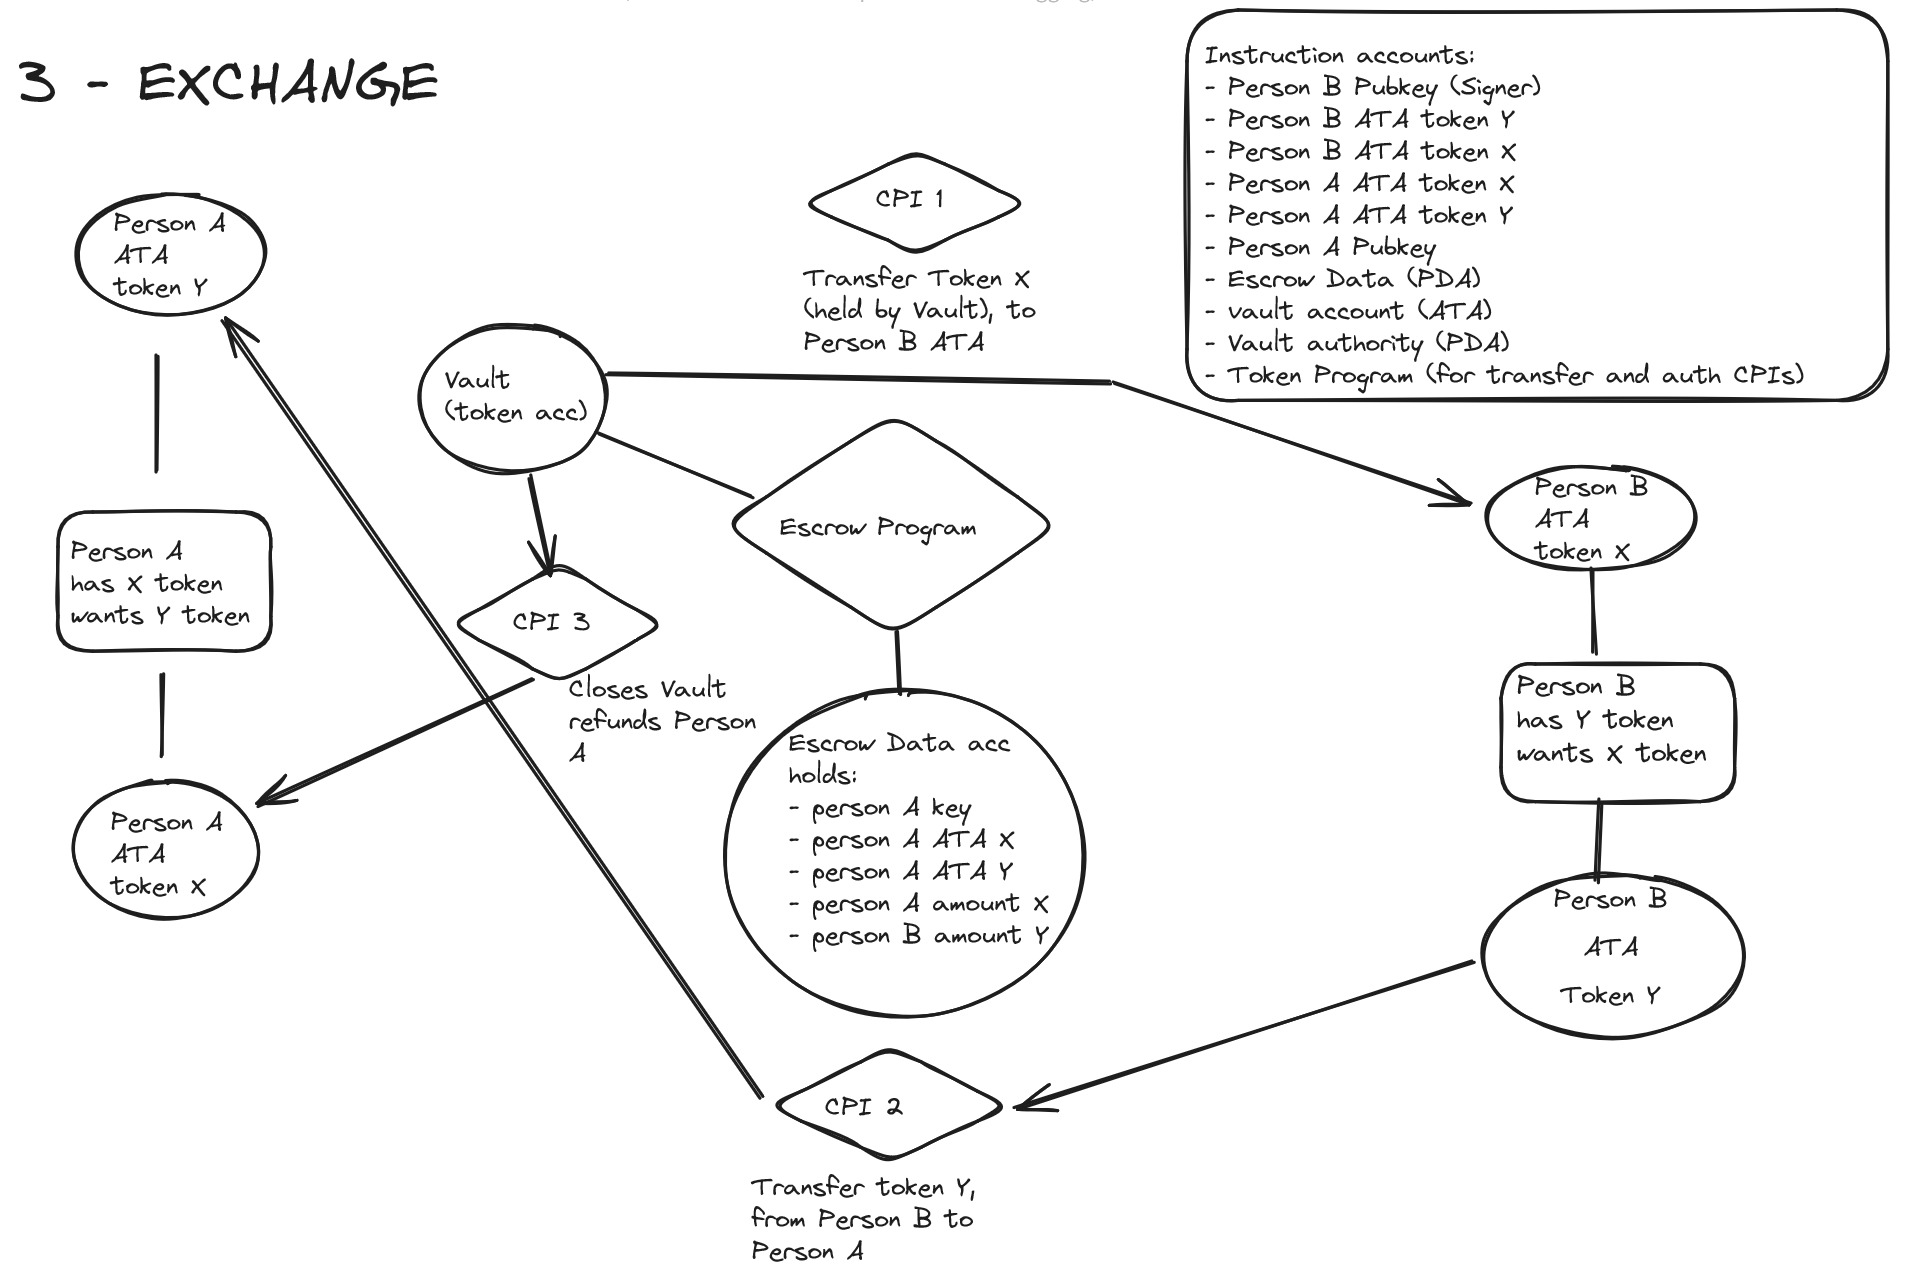 3 - EXCHANGE
Instruction accounts:
- Person B Pubkey (Signer)
- Person B ATA token Y
- Person B ATA token X
- Person A ATA token X
- Person A ATA token Y
- Person A Pubkey
- Escrow Data (PDA)
- vault account (ATA)
- Vault authority (PDA)
- Token Program (for transfer and auth CPIs)
CPI 1
Transfer Token X
(held by Vault), to
Person B ATA
Person A
ATA
token Y
Vault
(token acc)
Escrow Program
Person B
ATA
token X
Person A
has X token
wants Y token
CPI 3
Closes Vault
refunds Person
A
Person B
has Y token
wants X token
Escrow Data acc
holds:
- person A key
- person A ATA X
- person A ATA Y
- person A amount X
- person B amount Y
Person A
ATA
token X
Person B
ATA
Token Y
CPI 2
Transfer token Y,
from Person B to
Person A